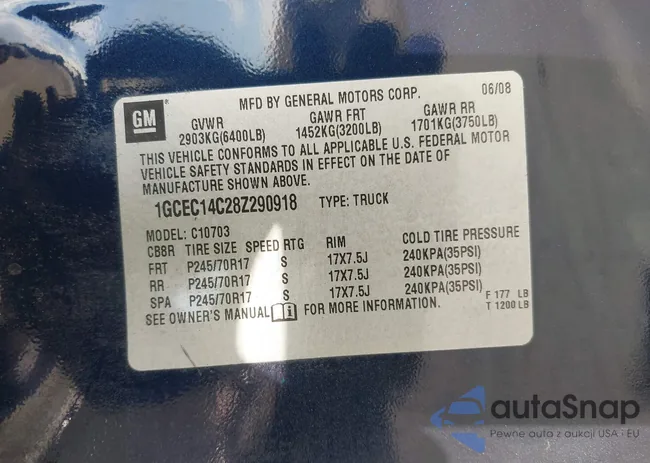 MFD BY GENERAL MOTORS CORP. 06/08
GM
GVWR GAWR FRT GAWR RR
2903KG(6400LB) 1452KG(3200LB) 1701KG(3750LB)
THIS VEHICLE CONFORMS TO ALL APPLICABLE U.S. FEDERAL MOTOR
VEHICLE SAFETY STANDARDS IN EFFECT ON THE DATE OF
MANUFACTURE SHOWN ABOVE.
1GCEC14C28Z290918 TYPE: TRUCK
MODEL: C10703
CBBR TIRE SIZE SPEED RTG RIM COLD TIRE PRESSURE
FRT P245/70R17 S 17X7.5J 240KPA(35PSI)
RR P245/70R17 S 17X7.5J 240KPA(35PSI)
SPA P245/70R17 S 17X7.5J 240KPA(35PSI)
F 177 LB
SEE OWNER'S MANUAL i FOR MORE INFORMATION. T 1200 LB
autaSnap
Pewne auto z aukcji USA - EU